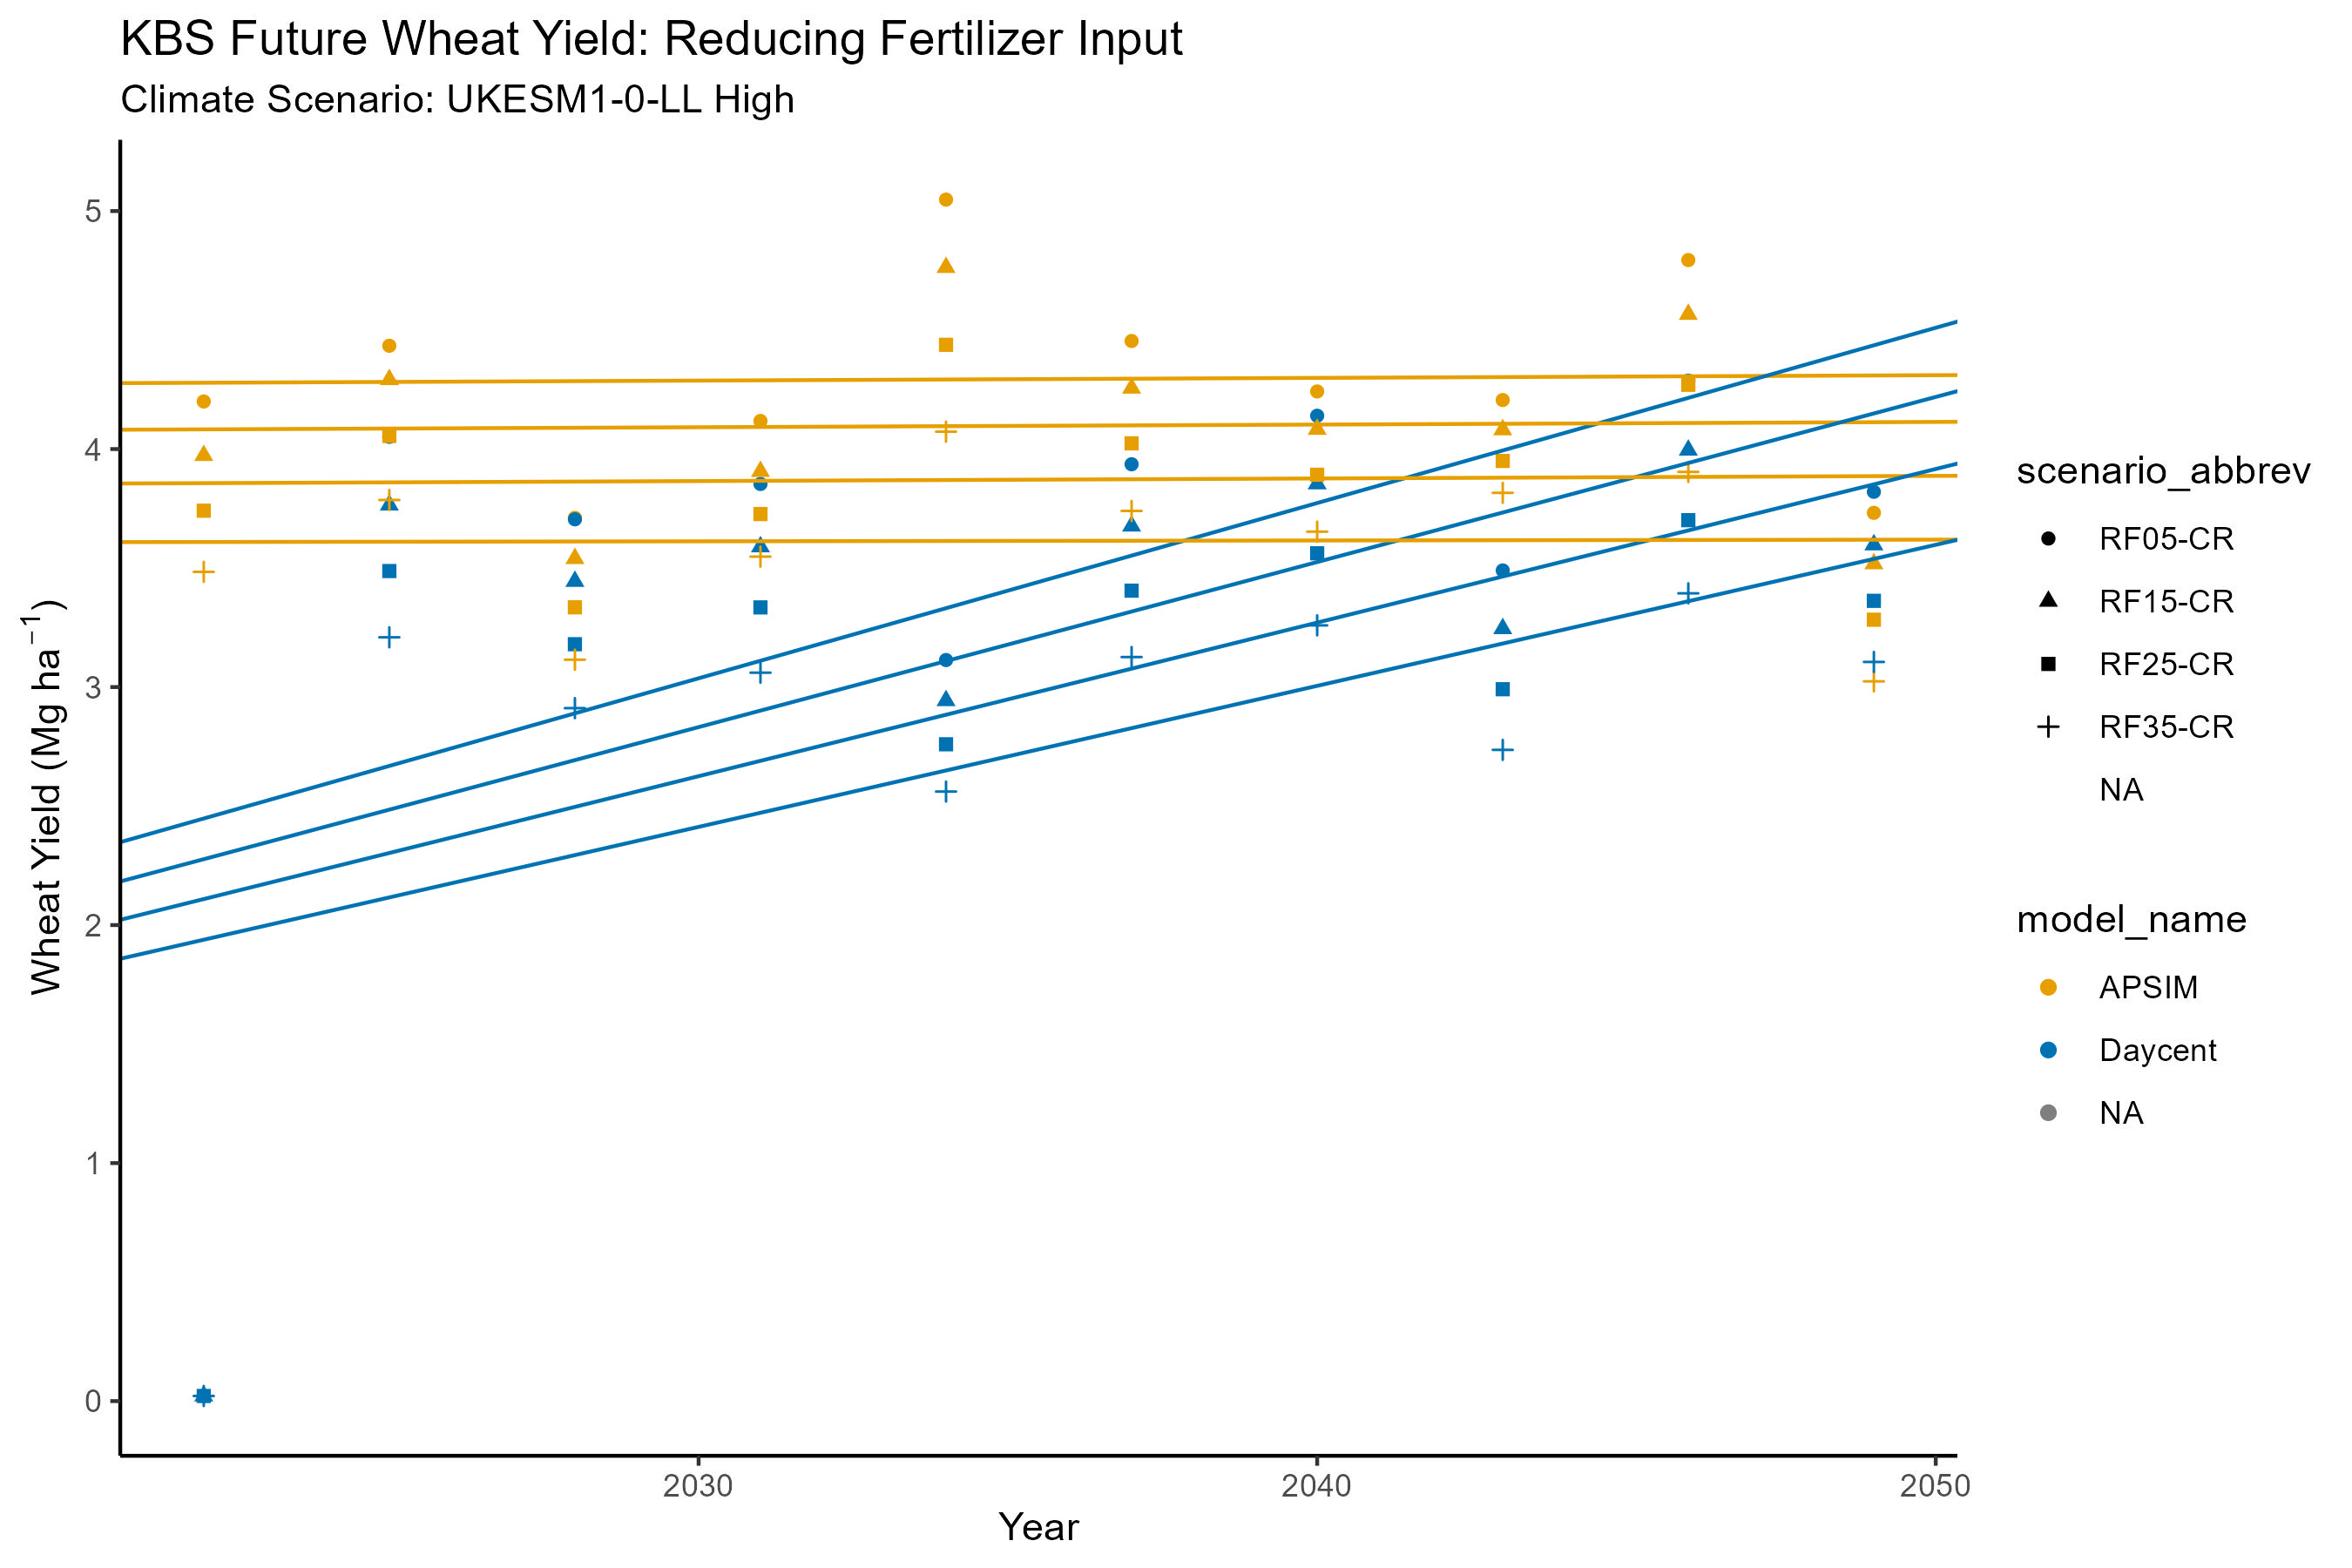 KBS Future Wheat Yield: Reducing Fertilizer Input
Climate Scenario: UKESM1-0-LL High
Wheat Yield (Mg ha⁻¹)
5
4
3
2
1
0
2030
2040
2050
Year
scenario_abbrev
RF05-CR
RF15-CR
RF25-CR
RF35-CR
NA
model_name
APSIM
Daycent
NA